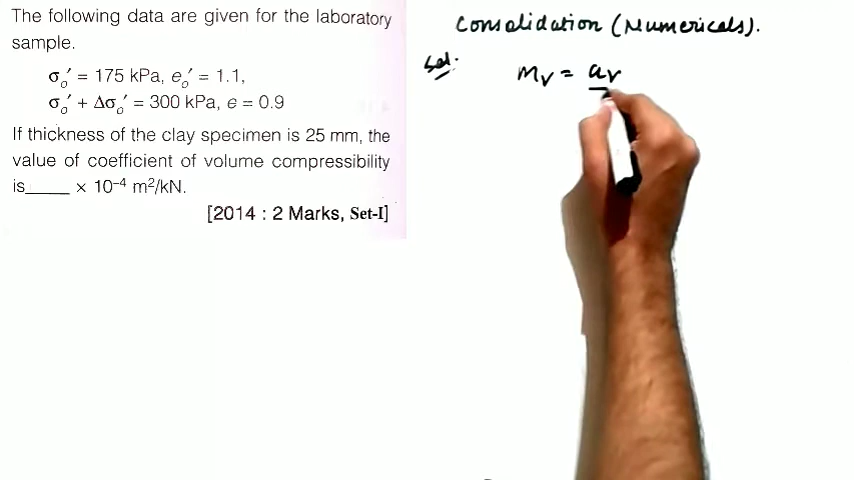 The following data are given for the laboratory
sample.
σₒ′ = 175 kPa, eₒ′ = 1.1,
σₒ′ + Δσₒ′ = 300 kPa, e = 0.9
If thickness of the clay specimen is 25 mm, the
value of coefficient of volume compressibility
is____ × 10⁻⁴ m²/kN.
[2014 : 2 Marks, Set-I]
Consolidation (Numericals).
Sol:
mᵥ = aᵥ